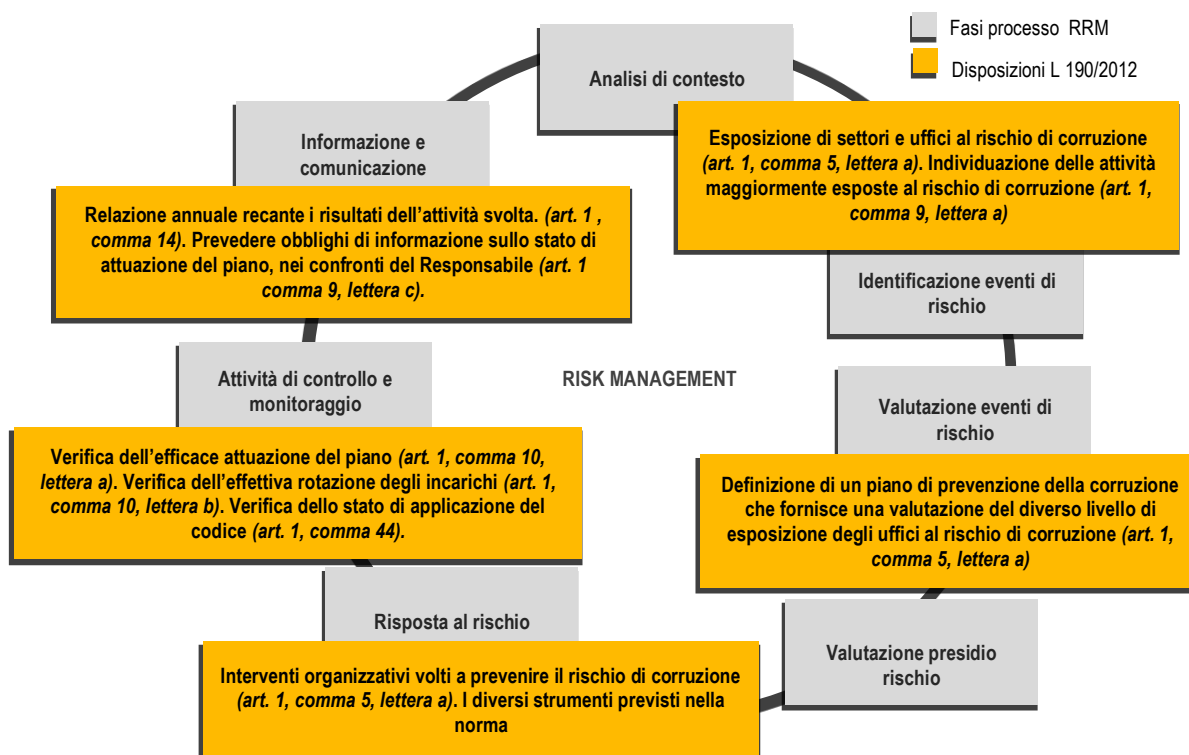 Fasi processo RRM
Disposizioni L 190/2012
Analisi di contesto
Esposizione di settori e uffici al rischio di corruzione
(art. 1, comma 5, lettera a). Individuazione delle attività
maggiormente esposte al rischio di corruzione (art. 1,
comma 9, lettera a)
Identificazione eventi di
rischio
Valutazione eventi di
rischio
Definizione di un piano di prevenzione della corruzione
che fornisce una valutazione del diverso livello di
esposizione degli uffici al rischio di corruzione (art. 1,
comma 5, lettera a)
Valutazione presidio
rischio
Risposta al rischio
Interventi organizzativi volti a prevenire il rischio di corruzione
(art. 1, comma 5, lettera a). I diversi strumenti previsti nella
norma
Attività di controllo e
monitoraggio
Verifica dell’efficace attuazione del piano (art. 1, comma 10,
lettera a). Verifica dell’effettiva rotazione degli incarichi (art. 1,
comma 10, lettera b). Verifica dello stato di applicazione del
codice (art. 1, comma 44).
Informazione e
comunicazione
Relazione annuale recante i risultati dell’attività svolta. (art. 1 ,
comma 14). Prevedere obblighi di informazione sullo stato di
attuazione del piano, nei confronti del Responsabile (art. 1
comma 9, lettera c).
RISK MANAGEMENT